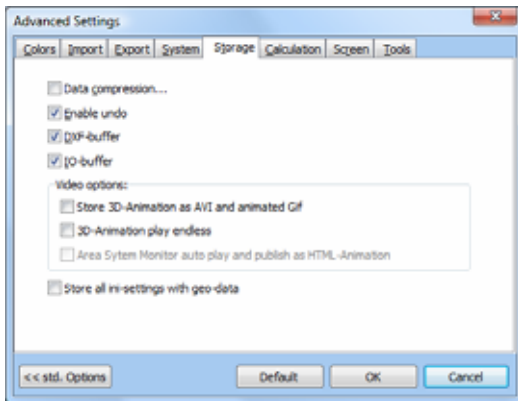 Advanced Settings
Colors Import Export System Storage Calculation Screen Tools
Data compression...
Enable undo
DXF-buffer
IO-buffer
Video options:
Store 3D-Animation as AVI and animated Gif
3D-Animation play endless
Area Sytem Monitor auto play and publish as HTML-Animation
Store all ini-settings with geo-data
<< std. Options Default OK Cancel